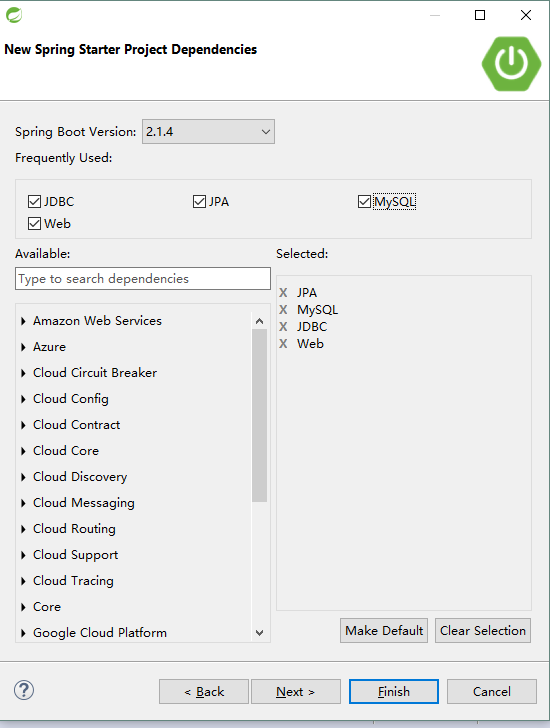 New Spring Starter Project Dependencies
Spring Boot Version: 2.1.4
Frequently Used:
JDBC JPA MySQL
Web
Available: Selected:
Type to search dependencies
X JPA
X MySQL
X JDBC
X Web
Amazon Web Services
Azure
Cloud Circuit Breaker
Cloud Config
Cloud Contract
Cloud Core
Cloud Discovery
Cloud Messaging
Cloud Routing
Cloud Support
Cloud Tracing
Core
Google Cloud Platform
Make Default Clear Selection
? < Back Next > Finish Cancel